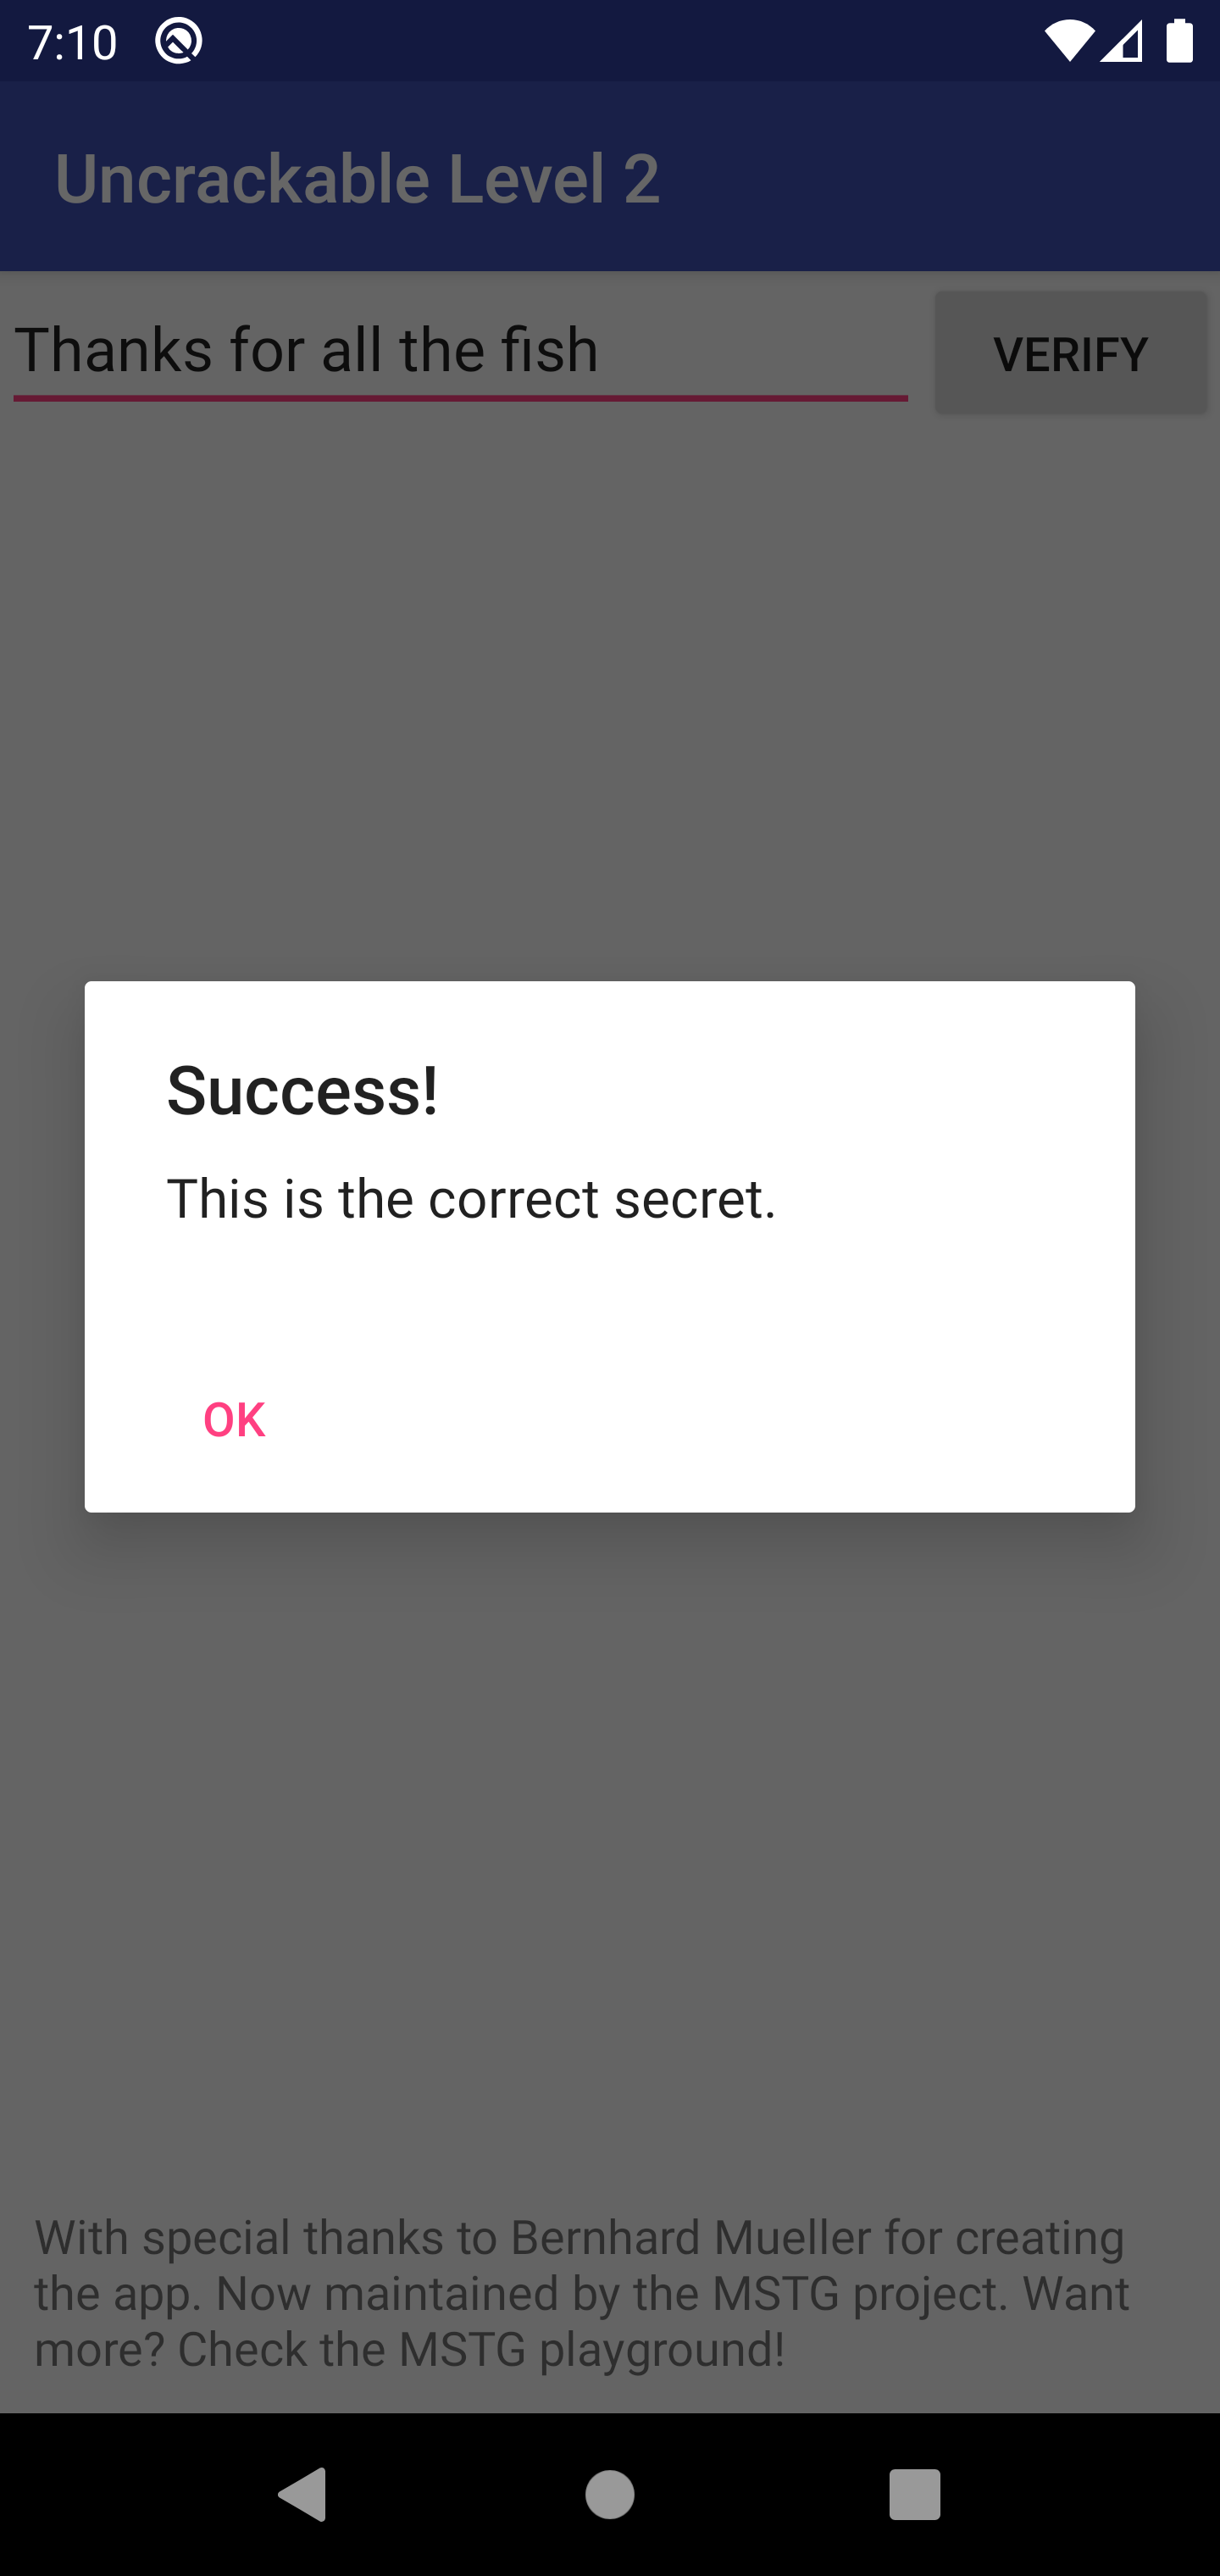 7:10
Uncrackable Level 2
Thanks for all the fish
VERIFY
Success!
This is the correct secret.
OK
With special thanks to Bernhard Mueller for creating
the app. Now maintained by the MSTG project. Want
more? Check the MSTG playground!